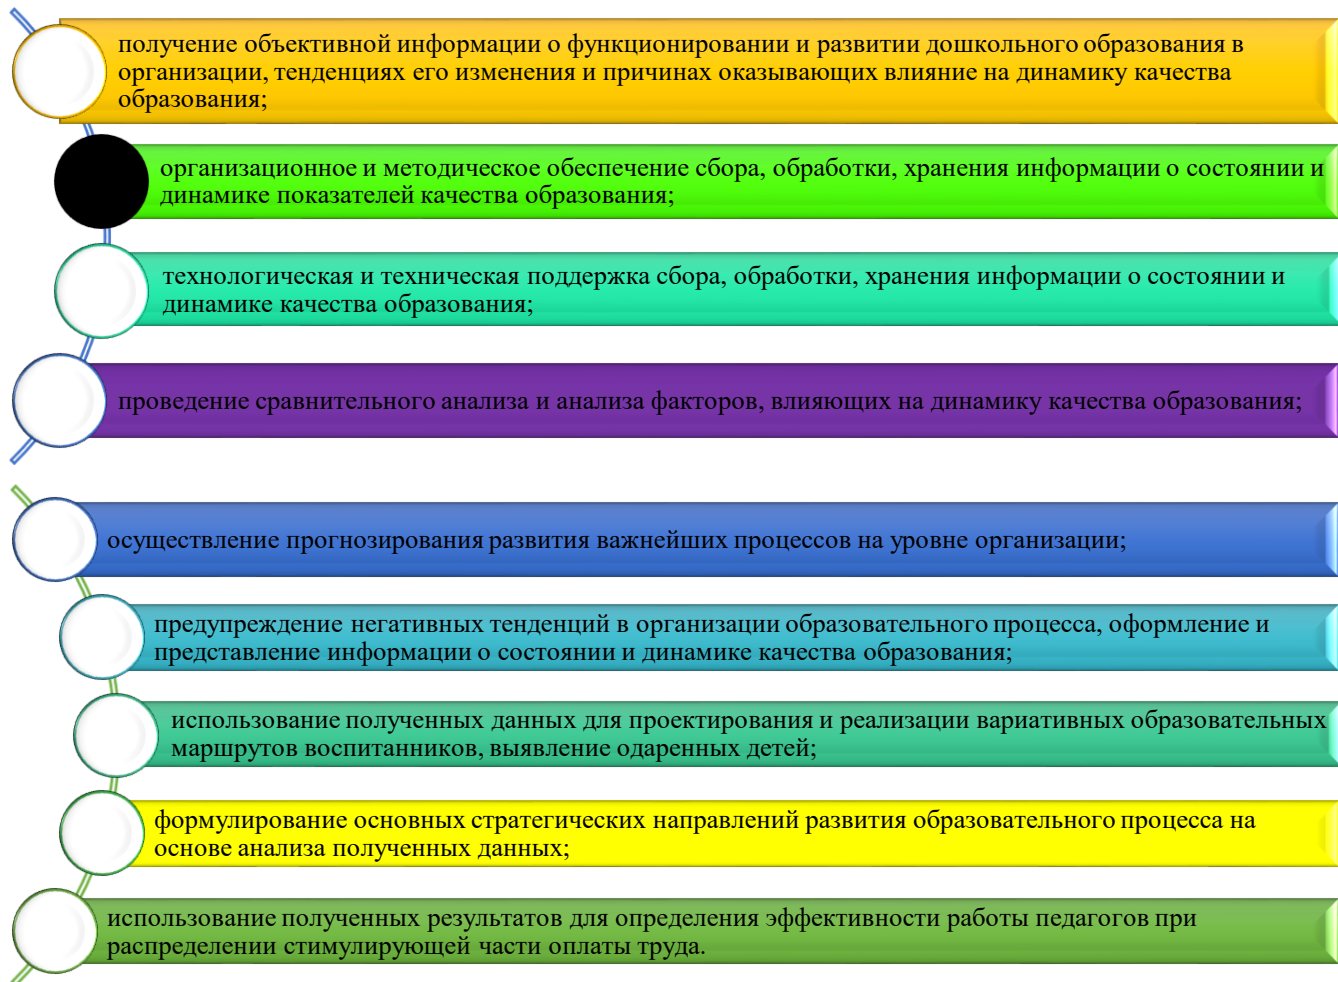 получение объективной информации о функционировании и развитии дошкольного образования в
организации, тенденциях его изменения и причинах оказывающих влияние на динамику качества
образования;
организационное и методическое обеспечение сбора, обработки, хранения информации о состоянии и
динамике показателей качества образования;
технологическая и техническая поддержка сбора, обработки, хранения информации о состоянии и
динамике качества образования;
проведение сравнительного анализа и анализа факторов, влияющих на динамику качества образования;
осуществление прогнозирования развития важнейших процессов на уровне организации;
предупреждение негативных тенденций в организации образовательного процесса, оформление и
представление информации о состоянии и динамике качества образования;
использование полученных данных для проектирования и реализации вариативных образовательных
маршрутов воспитанников, выявление одаренных детей;
формулирование основных стратегических направлений развития образовательного процесса на
основе анализа полученных данных;
использование полученных результатов для определения эффективности работы педагогов при
распределении стимулирующей части оплаты труда.